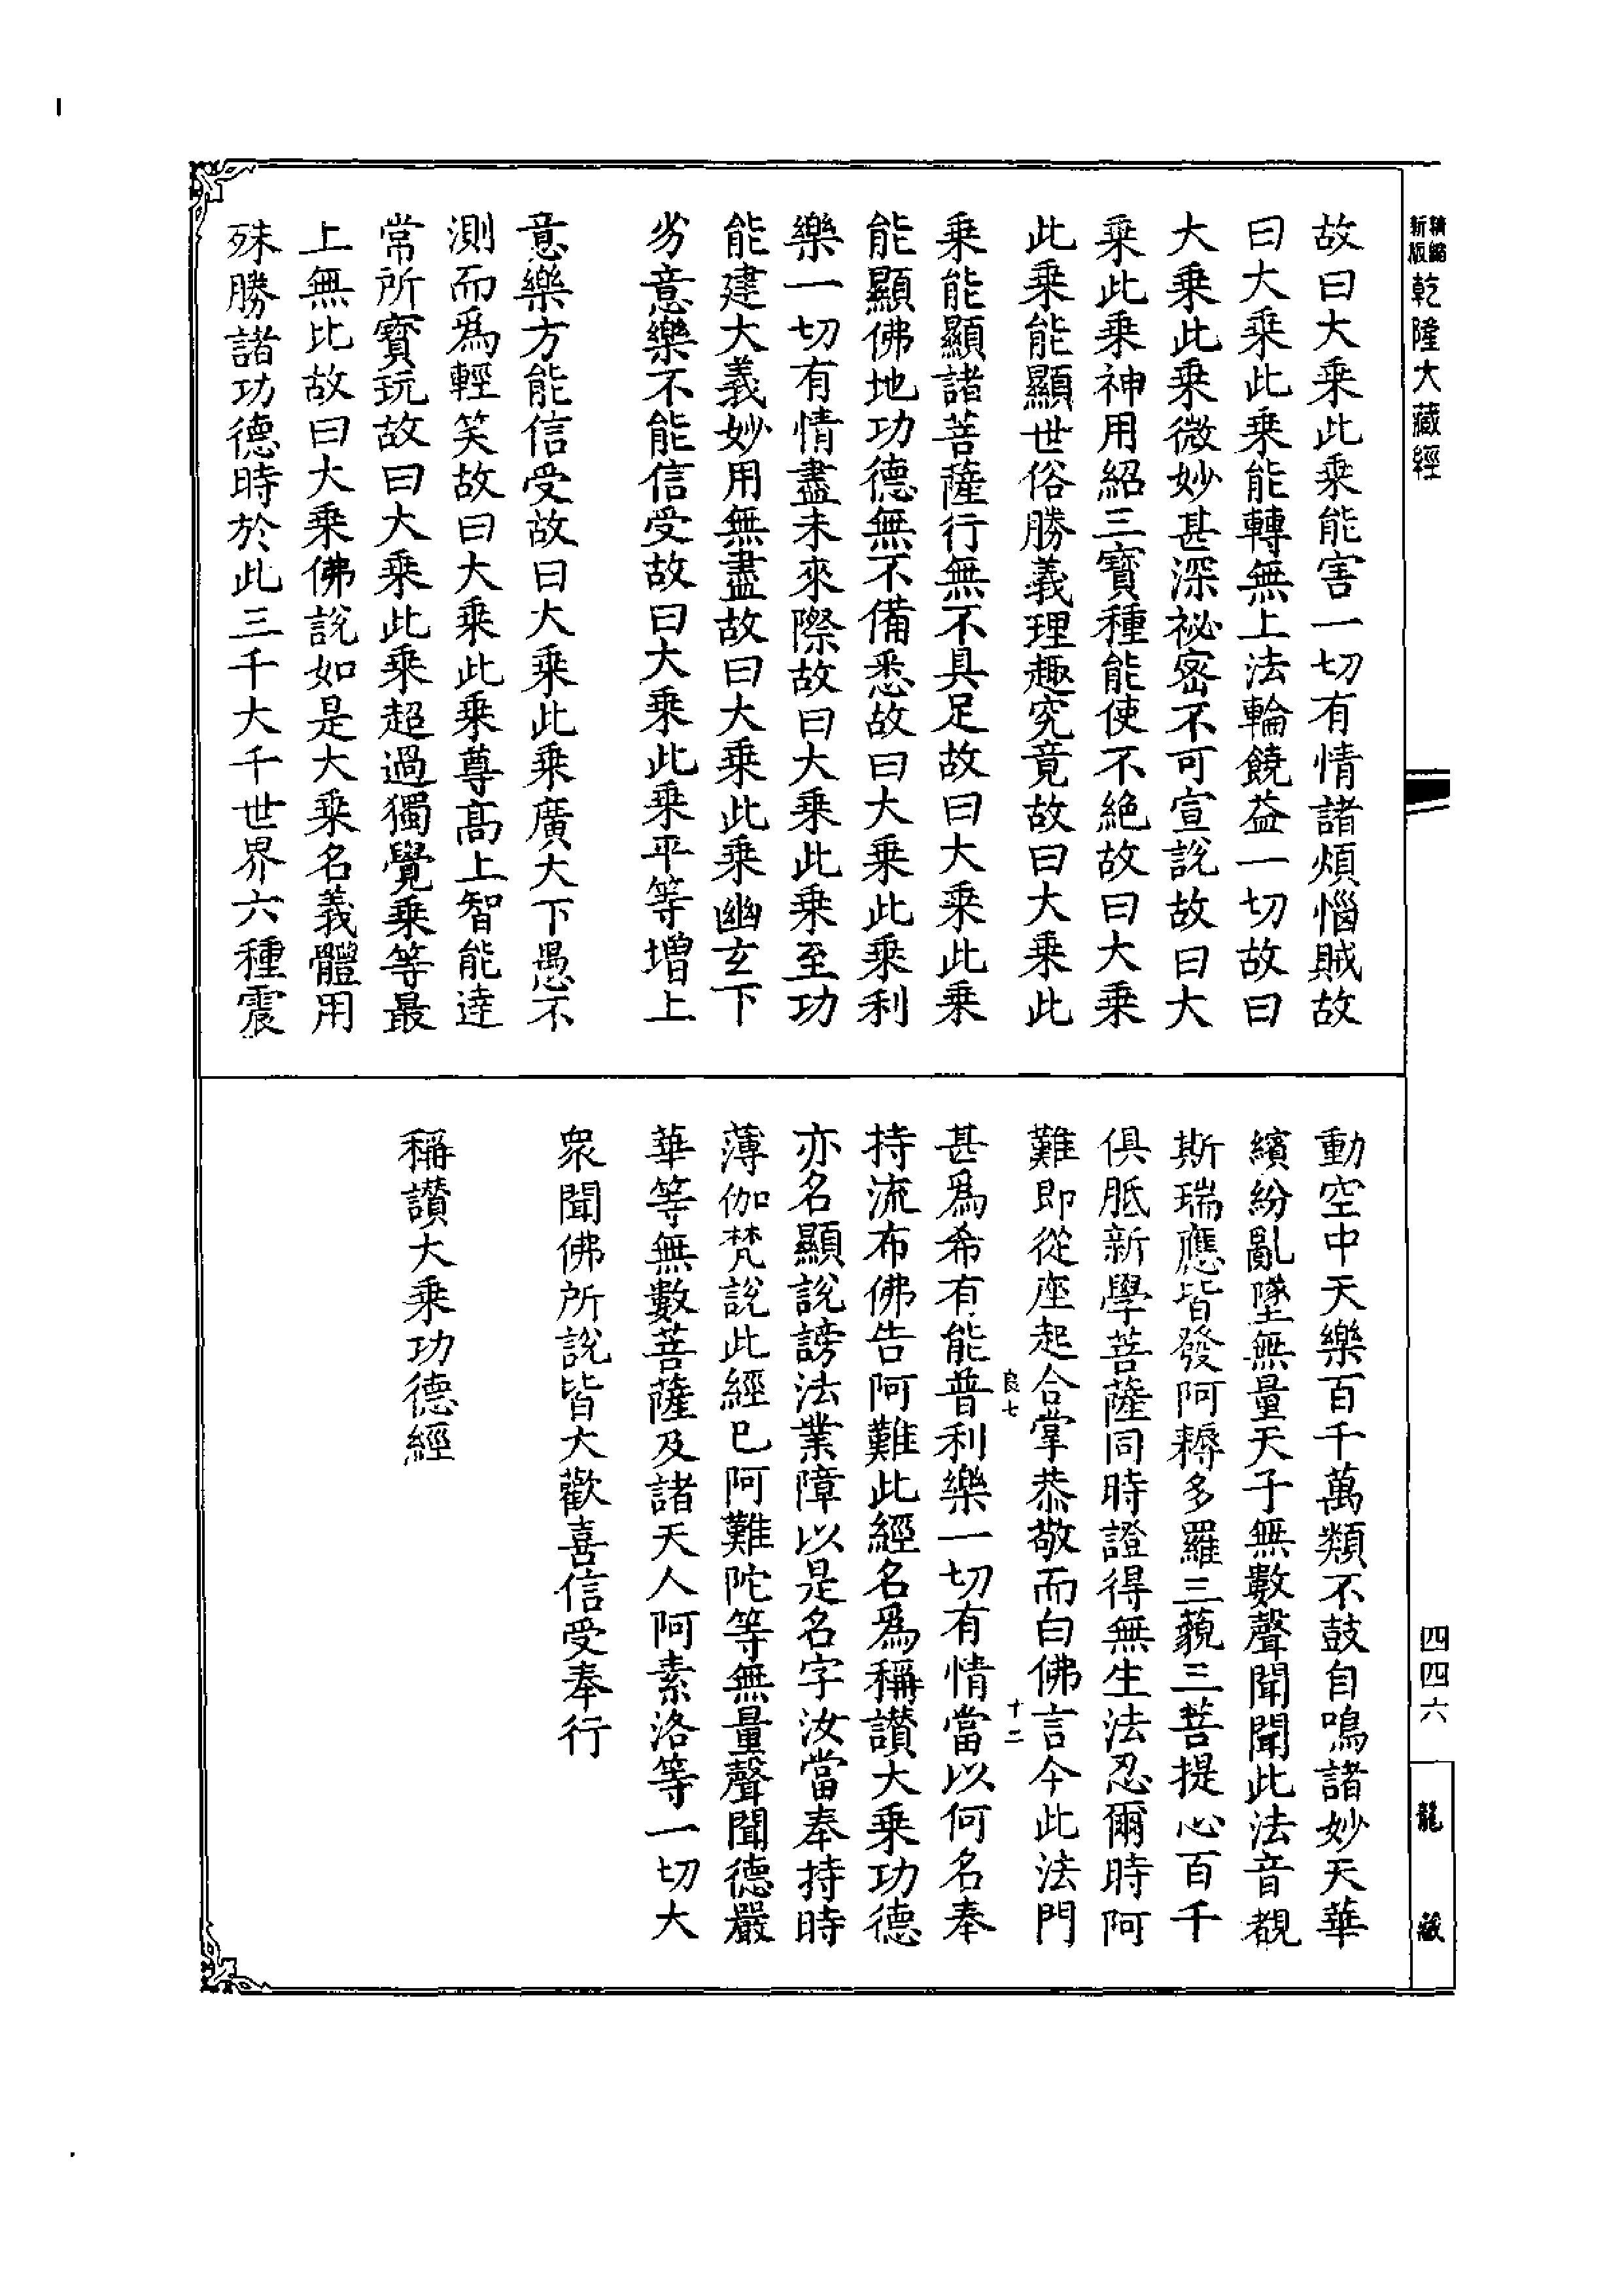 精縮新版 乾隆大藏經
故曰大乘此乘能害一切有情諸煩惱賊故
曰大乘此乘能轉無上法輪饒益一切故曰
大乘此乘微妙甚深祕密不可宣說故曰大
乘此乘神用紹三寶種能使不絕故曰大乘
此乘能顯世俗勝義理趣究竟故曰大乘此
乘能顯諸菩薩行無不具足故曰大乘此乘
能顯佛地功德無不備悉故曰大乘此乘利
樂一切有情盡未來際故曰大乘此乘至功
能建大義妙用無盡故曰大乘此乘幽玄下
劣意樂不能信受故曰大乘此乘平等增上
意樂方能信受故曰大乘此乘廣大下愚不
測而爲輕笑故曰大乘此乘尊高上智能達
常所寶玩故曰大乘此乘超過獨覺乘等最
上無比故曰大乘佛說如是大乘名義體用
殊勝諸功德時於此三千大千世界六種震
動空中天樂百千萬類不鼓自鳴諸妙天華
繽紛亂墜無量天子無數聲聞聞此法音覩
斯瑞應皆發阿耨多羅三藐三菩提心百千
俱胝新學菩薩同時證得無生法忍爾時阿
難即從座起合掌恭敬而白佛言今此法門
良七 十二
甚爲希有能普利樂一切有情當以何名奉
持流布佛告阿難此經名爲稱讚大乘功德
亦名顯說謗法業障以是名字汝當奉持時
薄伽梵說此經已阿難陀等無量聲聞德嚴
華等無數菩薩及諸天人阿素洛等一切大
衆聞佛所說皆大歡喜信受奉行
稱讚大乘功德經
四四六
龍藏